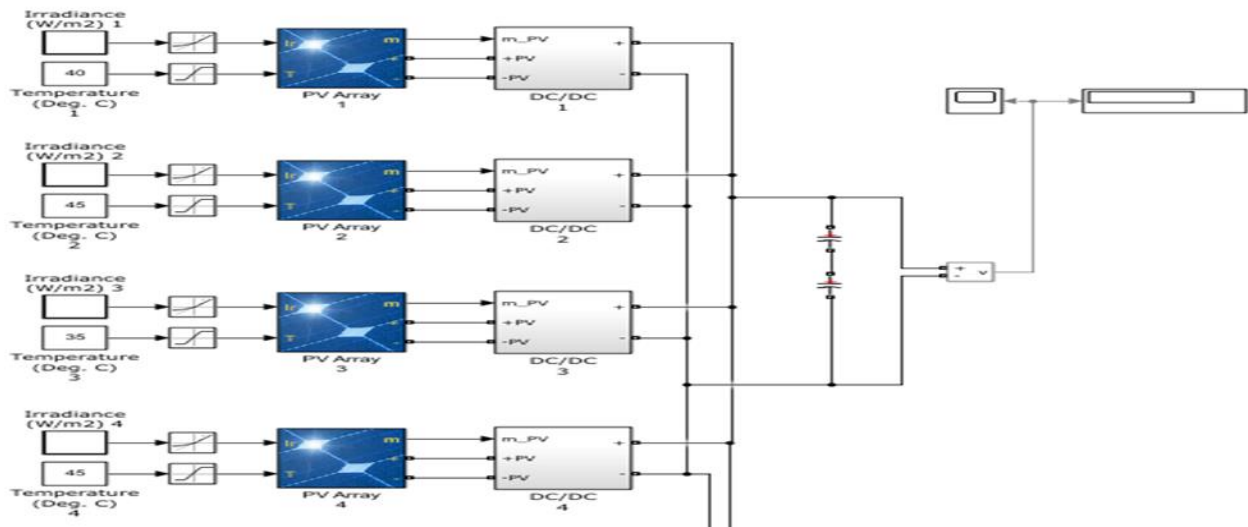 Irradiance
(W/m2) 1
40
Temperature
(Deg. C)
1
Ir
T
m
+
-
PV Array
1
m_PV
+PV
-PV
+
-
DC/DC
1
Irradiance
(W/m2) 2
45
Temperature
(Deg. C)
2
Ir
T
m
+
-
PV Array
2
m_PV
+PV
-PV
+
-
DC/DC
2
+
-
v
Irradiance
(W/m2) 3
35
Temperature
(Deg. C)
3
Ir
T
m
+
-
PV Array
3
m_PV
+PV
-PV
+
-
DC/DC
3
Irradiance
(W/m2) 4
45
Temperature
(Deg. C)
4
Ir
T
m
+
-
PV Array
4
m_PV
+PV
-PV
+
-
DC/DC
4